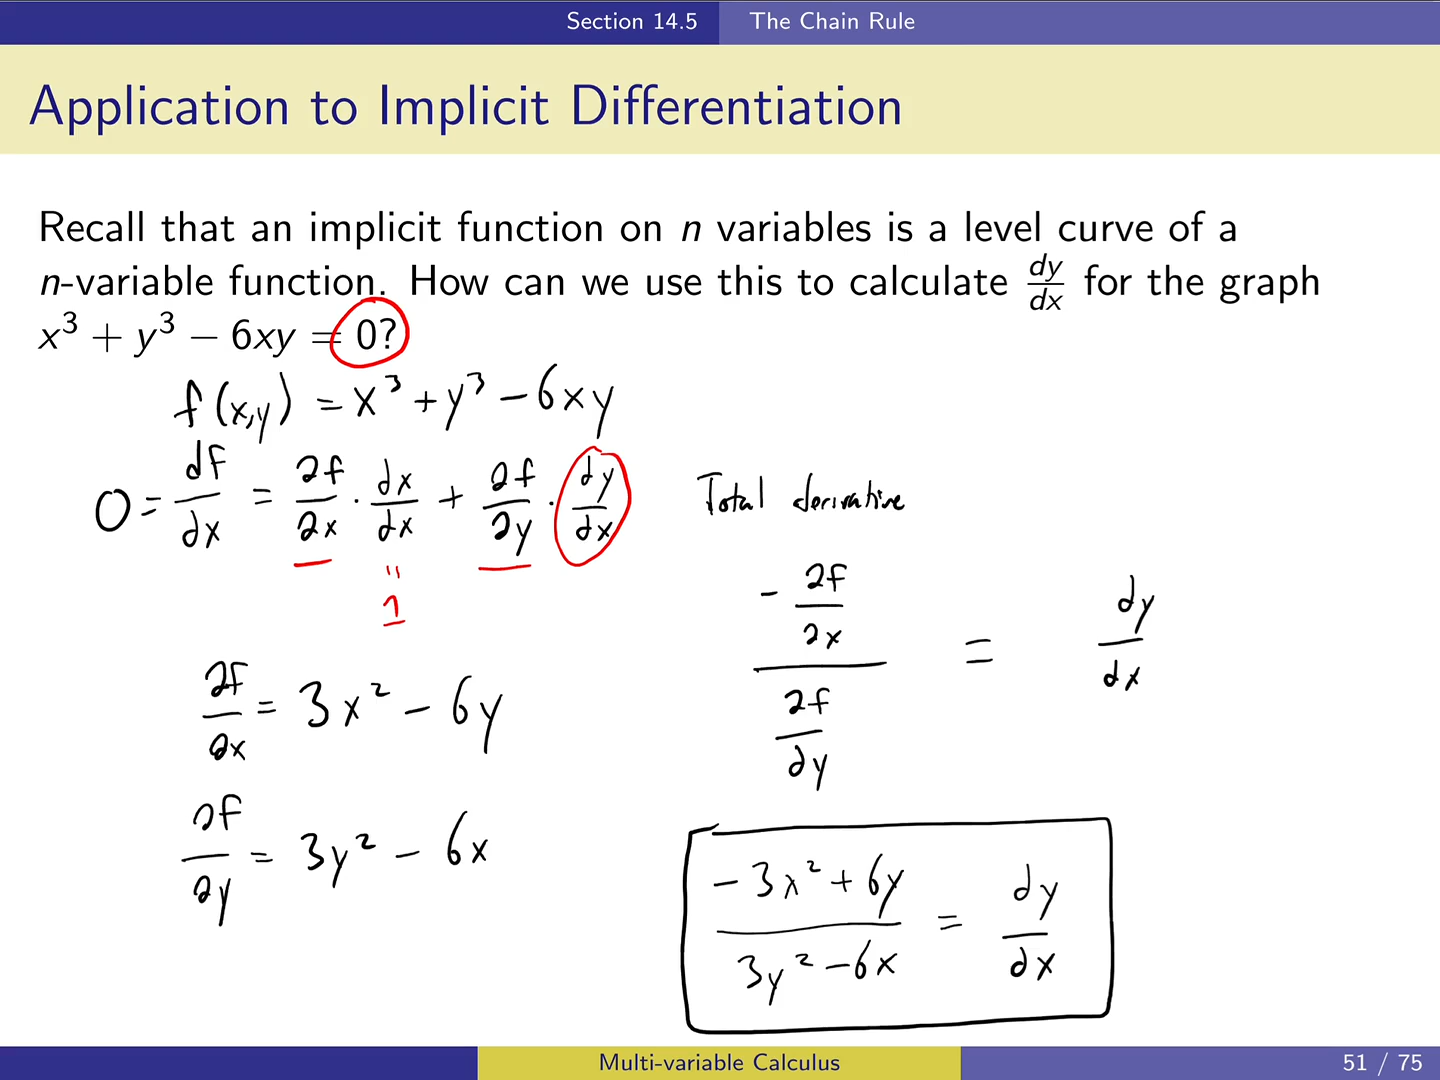 Section 14.5 The Chain Rule
Application to Implicit Differentiation
Recall that an implicit function on n variables is a level curve of a
n-variable function. How can we use this to calculate dy/dx for the graph
x³ + y³ − 6xy = 0?
f(x,y) = x³ + y³ − 6xy
0 = df/dx = ∂f/∂x · dx/dx + ∂f/∂y · dy/dx
Total derivative
"
1
−∂f/∂x / ∂f/∂y = dy/dx
∂f/∂x = 3x² − 6y
∂f/∂y = 3y² − 6x
−3x² + 6y / 3y² − 6x = dy/dx
Multi-variable Calculus
51 / 75